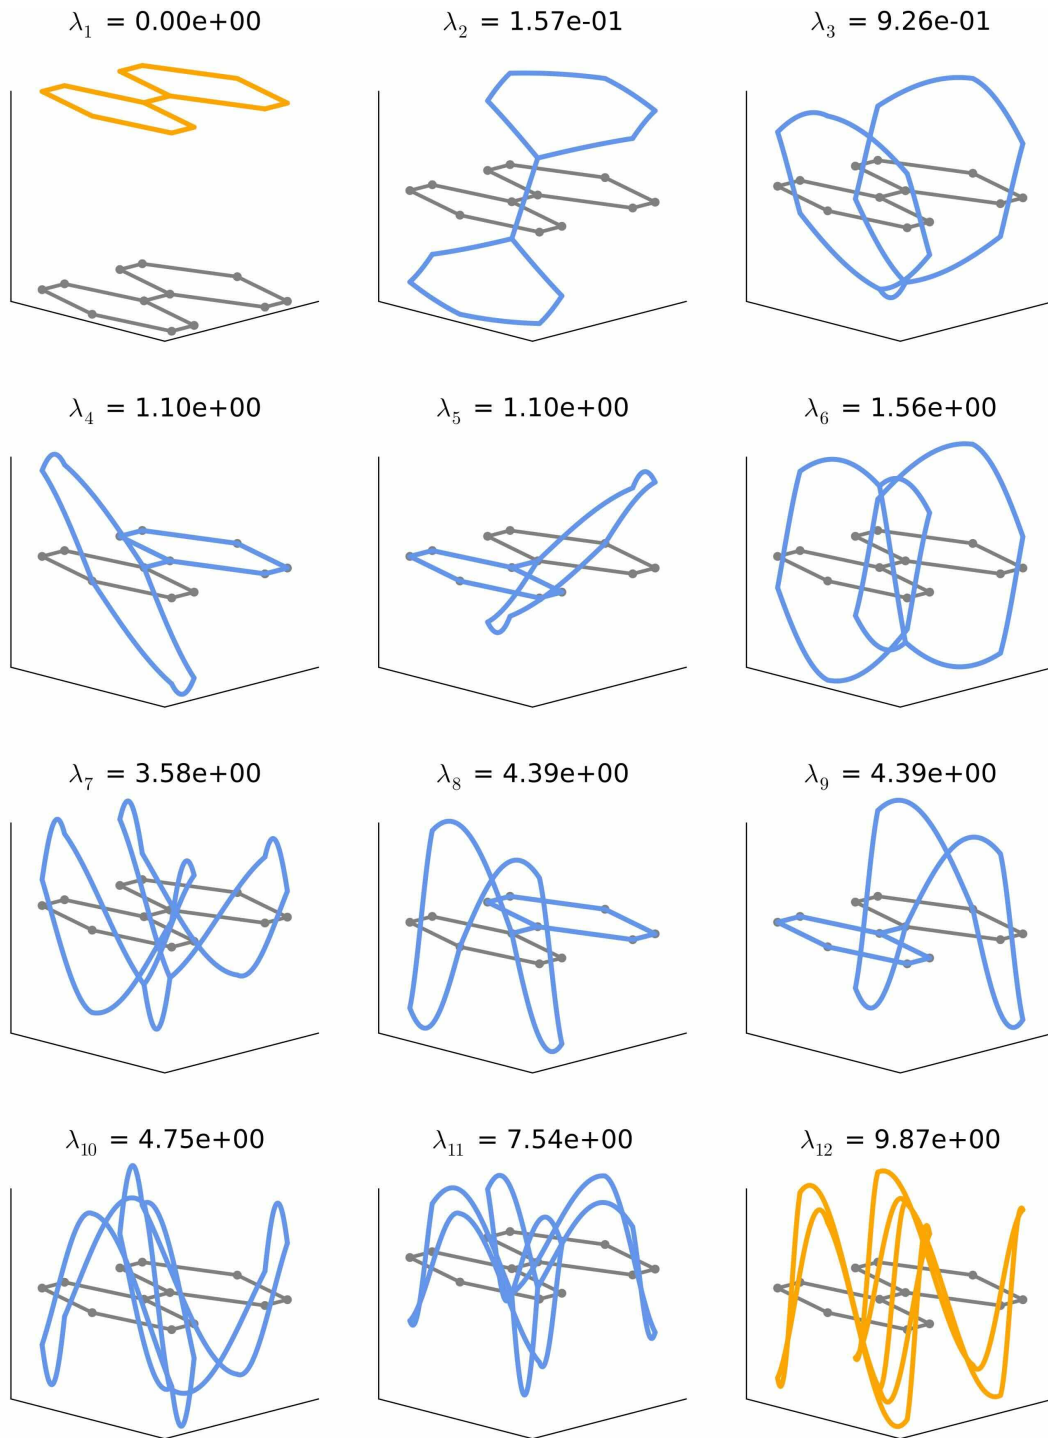 λ₁ = 0.00e+00 λ₂ = 1.57e-01 λ₃ = 9.26e-01
λ₄ = 1.10e+00 λ₅ = 1.10e+00 λ₆ = 1.56e+00
λ₇ = 3.58e+00 λ₈ = 4.39e+00 λ₉ = 4.39e+00
λ₁₀ = 4.75e+00 λ₁₁ = 7.54e+00 λ₁₂ = 9.87e+00